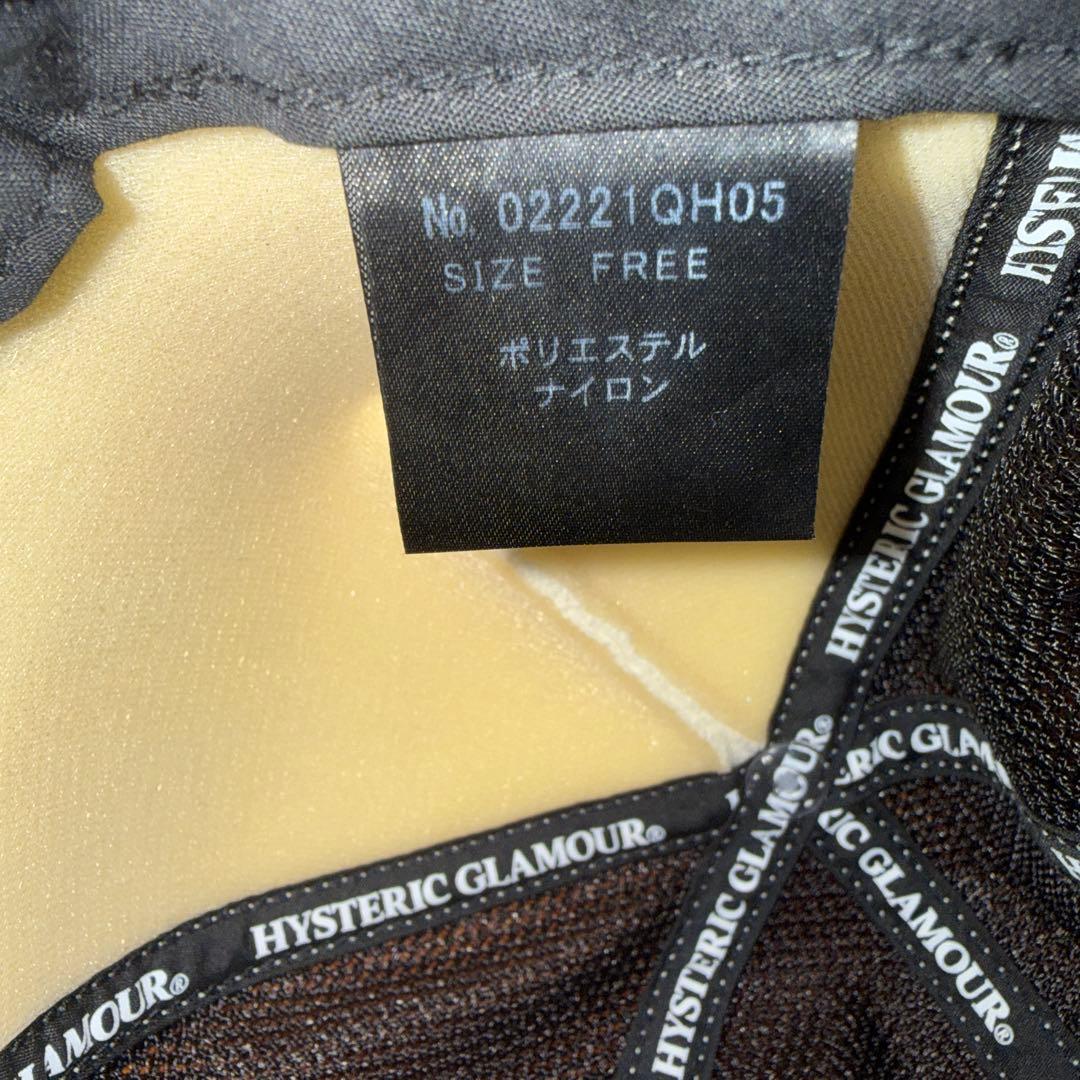 № 02221QH05
SIZE FREE
ポリエステル
ナイロン
HYSTERIC GLAMOUR®
HYSTERIC GLAMOUR®
HYSTERIC GLAMOUR®
GLAMOUR®